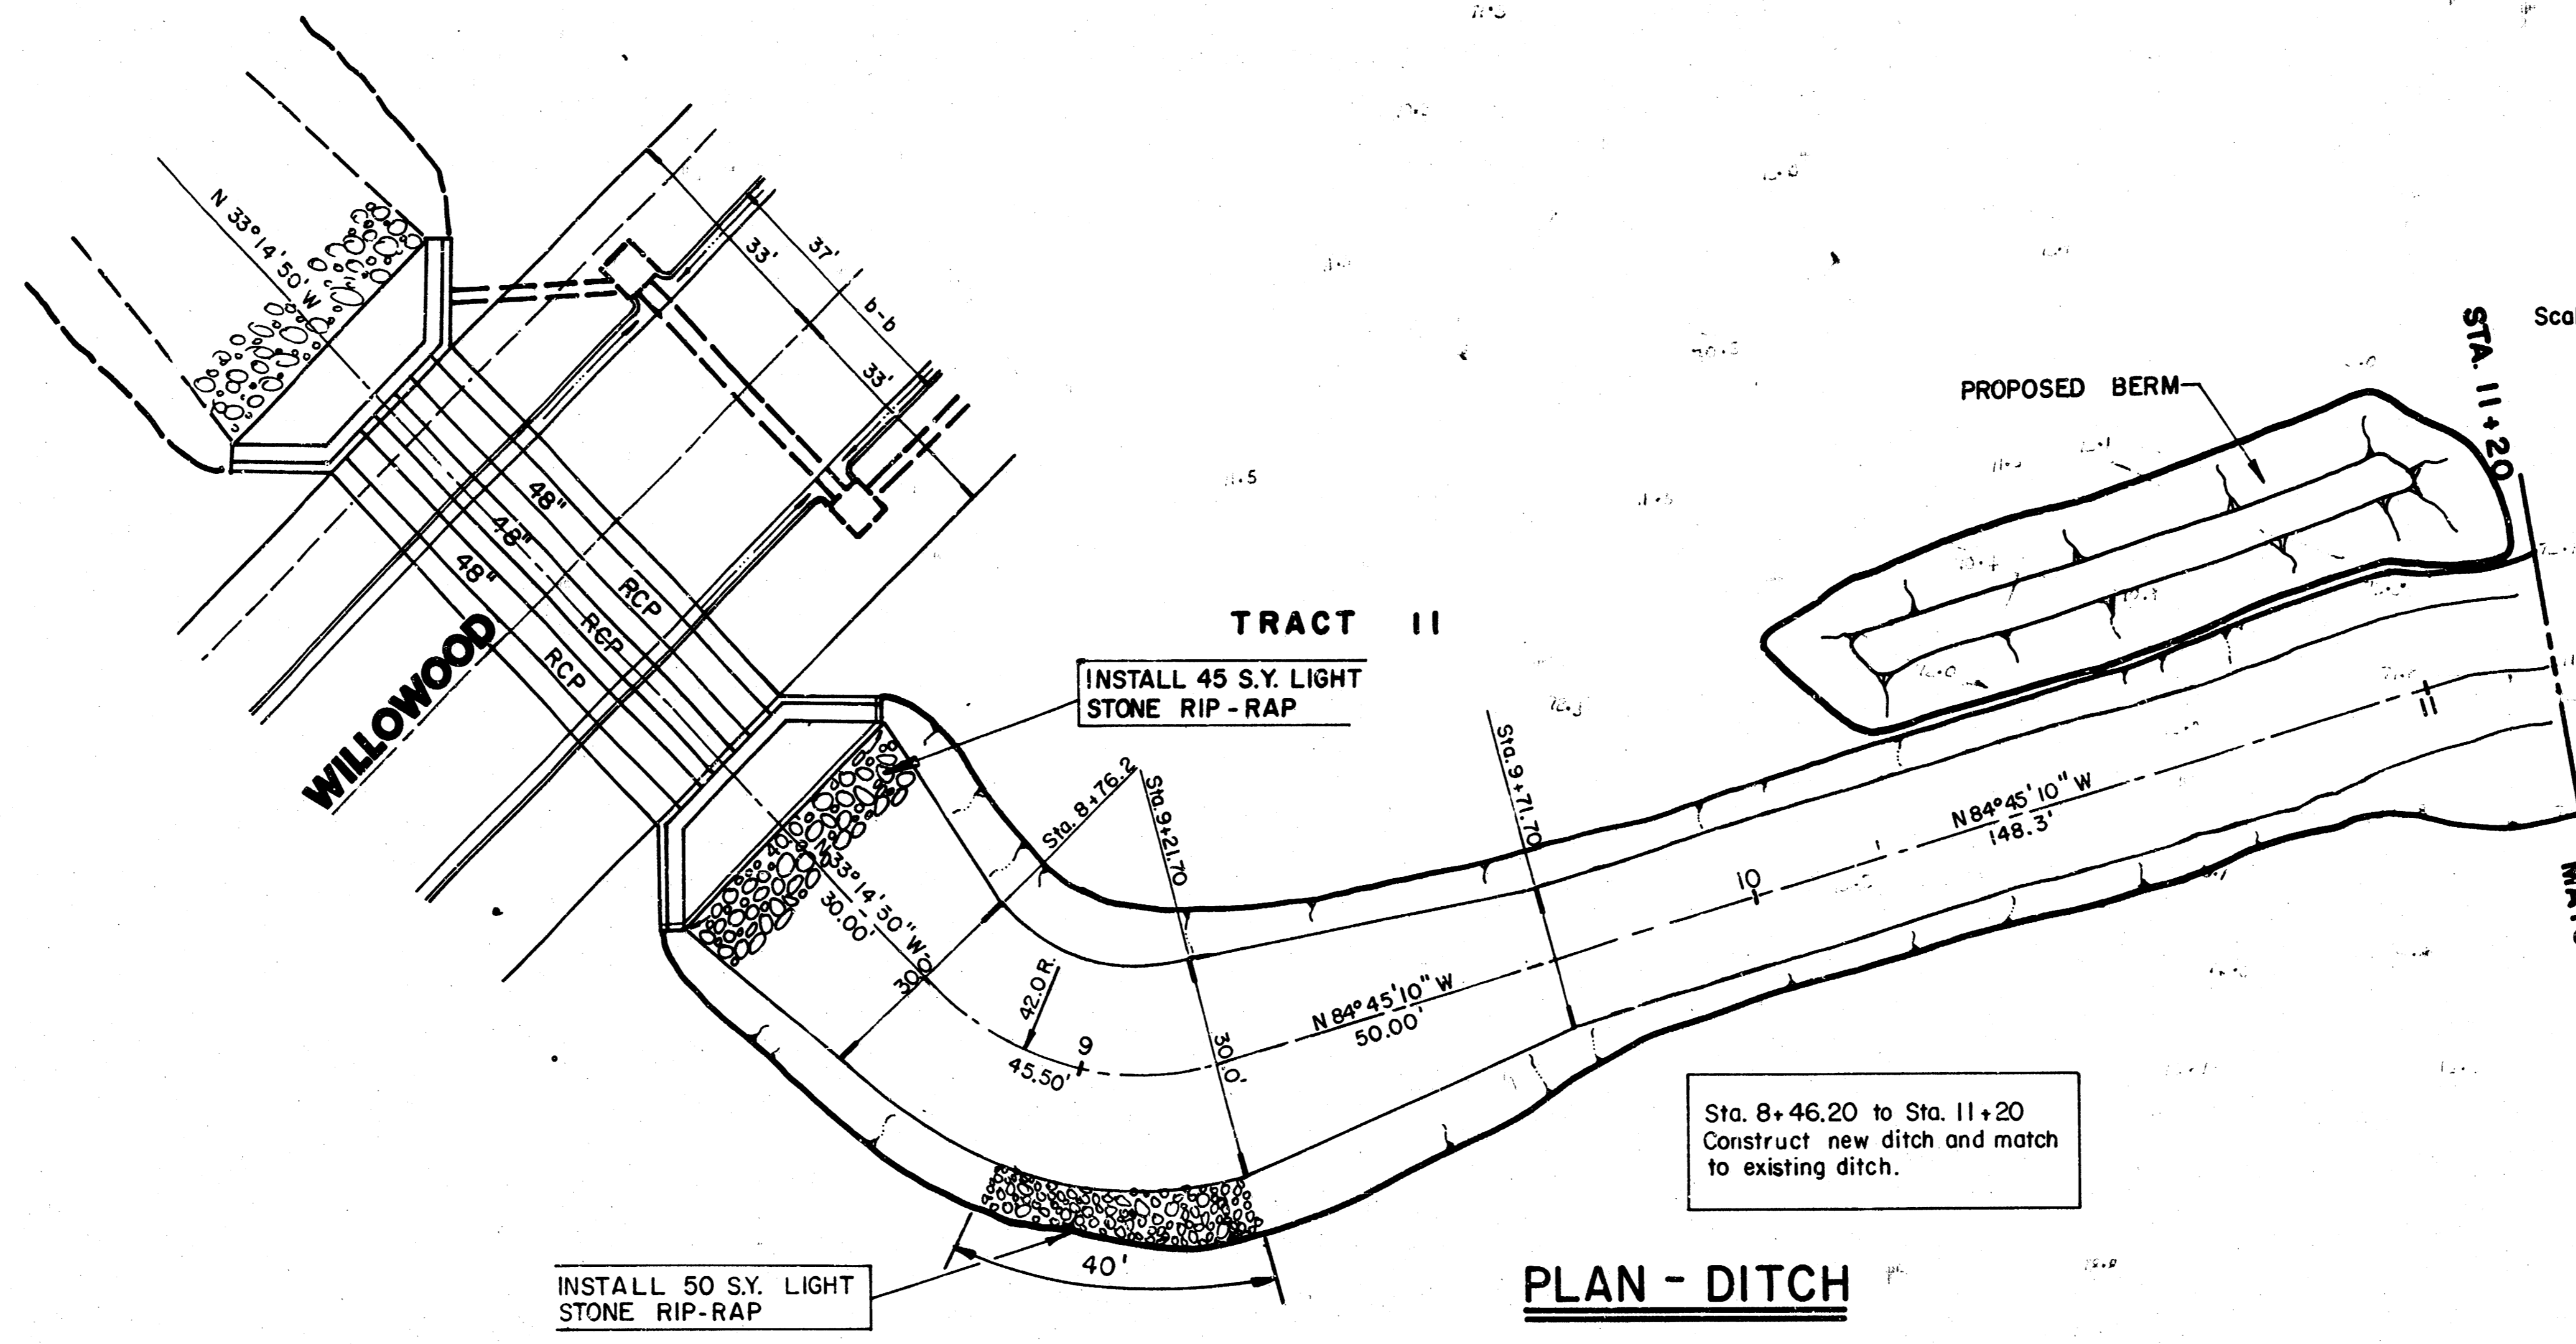 N 33°14'50' W
33'
37'
b-b
33'
48"
48"
48"
RCP
RCP
RCP
WILLOWOOD
TRACT 11
INSTALL 45 S.Y. LIGHT
STONE RIP-RAP
PROPOSED BERM
STA. 11+20
Sta. 8+76.2
Sta. 9+21.70
Sta. 9+71.70
N 33°14'50" W
30.00'
30.0'
42.0 R.
9
45.50'
30.0'
N 84°45'10" W
50.00'
10
N 84°45'10" W
148.3'
11
Sta. 8+46.20 to Sta. 11+20
Construct new ditch and match
to existing ditch.
40'
INSTALL 50 S.Y. LIGHT
STONE RIP-RAP
PLAN - DITCH